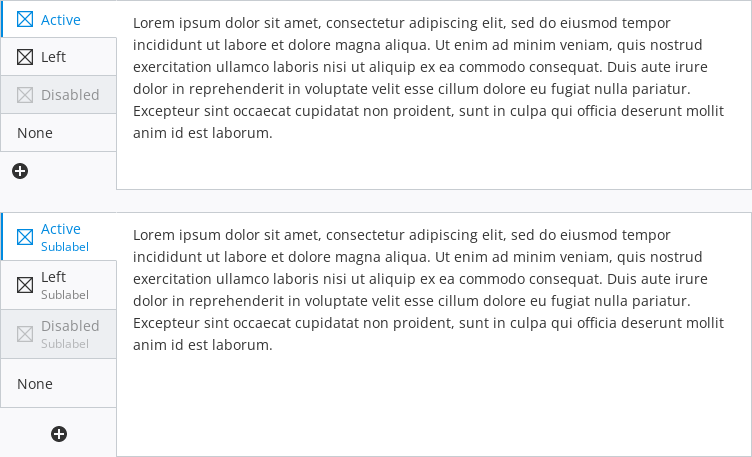 Active
Left
Disabled
None
Lorem ipsum dolor sit amet, consectetur adipiscing elit, sed do eiusmod tempor
incididunt ut labore et dolore magna aliqua. Ut enim ad minim veniam, quis nostrud
exercitation ullamco laboris nisi ut aliquip ex ea commodo consequat. Duis aute irure
dolor in reprehenderit in voluptate velit esse cillum dolore eu fugiat nulla pariatur.
Excepteur sint occaecat cupidatat non proident, sunt in culpa qui officia deserunt mollit
anim id est laborum.
Active
Sublabel
Left
Sublabel
Disabled
Sublabel
None
Lorem ipsum dolor sit amet, consectetur adipiscing elit, sed do eiusmod tempor
incididunt ut labore et dolore magna aliqua. Ut enim ad minim veniam, quis nostrud
exercitation ullamco laboris nisi ut aliquip ex ea commodo consequat. Duis aute irure
dolor in reprehenderit in voluptate velit esse cillum dolore eu fugiat nulla pariatur.
Excepteur sint occaecat cupidatat non proident, sunt in culpa qui officia deserunt mollit
anim id est laborum.